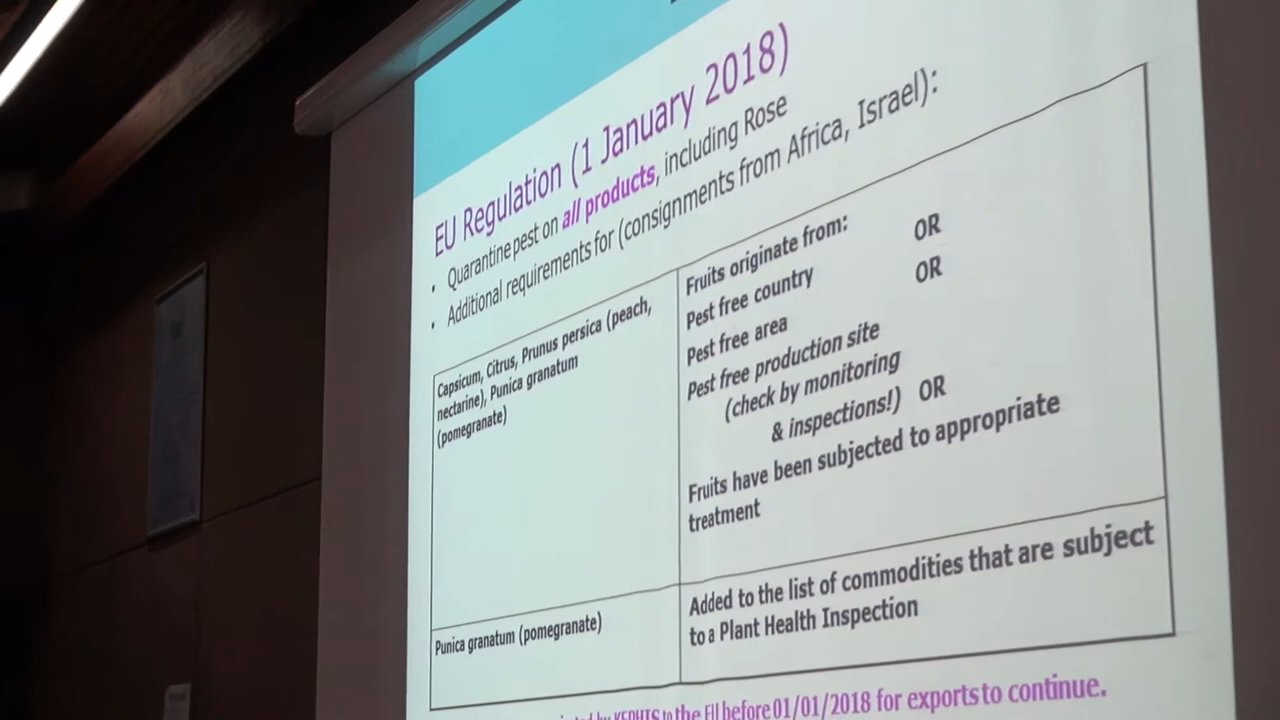 EU Regulation (1 January 2018)
• Quarantine pest on all products, including Rose
• Additional requirements for (consignments from Africa, Israel):
Capsicum, Citrus, Prunus persica (peach,
nectarine), Punica granatum
(pomegranate)
Fruits originate from:
Pest free country OR
Pest free area OR
Pest free production site
(check by monitoring
& inspections!) OR
Fruits have been subjected to appropriate
treatment
Punica granatum (pomegranate)
Added to the list of commodities that are subject
to a Plant Health Inspection
by KEPHIS to the EU before 01/01/2018 for exports to continue.